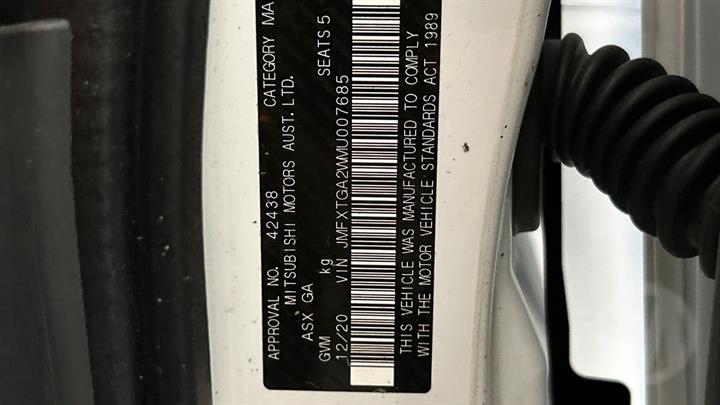 APPROVAL NO. 42438 CATEGORY MA
MITSUBISHI MOTORS AUST. LTD.
ASX GA
GVM kg SEATS 5
12/20 VIN JMFXTGA2WMU007685
THIS VEHICLE WAS MANUFACTURED TO COMPLY
WITH THE MOTOR VEHICLE STANDARDS ACT 1989